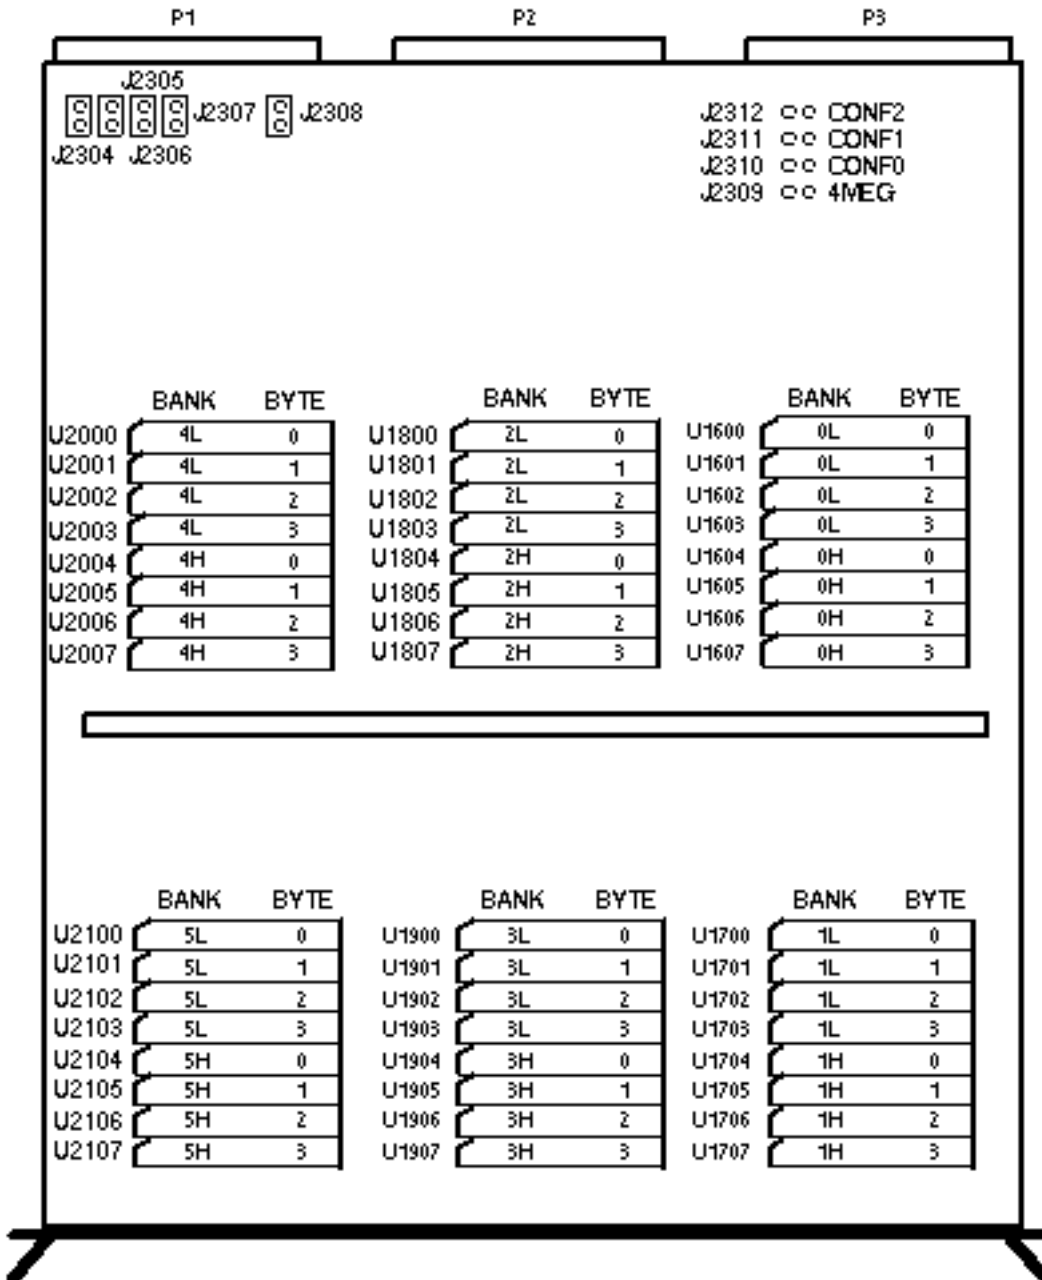 P1 P2 P3
J2305
J2307 J2308
J2304 J2306
J2312 CONF2
J2311 CONF1
J2310 CONF0
J2309 4MEG
BANK BYTE BANK BYTE BANK BYTE
U2000 4L 0 U1800 2L 0 U1600 0L 0
U2001 4L 1 U1801 2L 1 U1601 0L 1
U2002 4L 2 U1802 2L 2 U1602 0L 2
U2003 4L 3 U1803 2L 3 U1603 0L 3
U2004 4H 0 U1804 2H 0 U1604 0H 0
U2005 4H 1 U1805 2H 1 U1605 0H 1
U2006 4H 2 U1806 2H 2 U1606 0H 2
U2007 4H 3 U1807 2H 3 U1607 0H 3
BANK BYTE BANK BYTE BANK BYTE
U2100 5L 0 U1900 3L 0 U1700 1L 0
U2101 5L 1 U1901 3L 1 U1701 1L 1
U2102 5L 2 U1902 3L 2 U1702 1L 2
U2103 5L 3 U1903 3L 3 U1703 1L 3
U2104 5H 0 U1904 3H 0 U1704 1H 0
U2105 5H 1 U1905 3H 1 U1705 1H 1
U2106 5H 2 U1906 3H 2 U1706 1H 2
U2107 5H 3 U1907 3H 3 U1707 1H 3